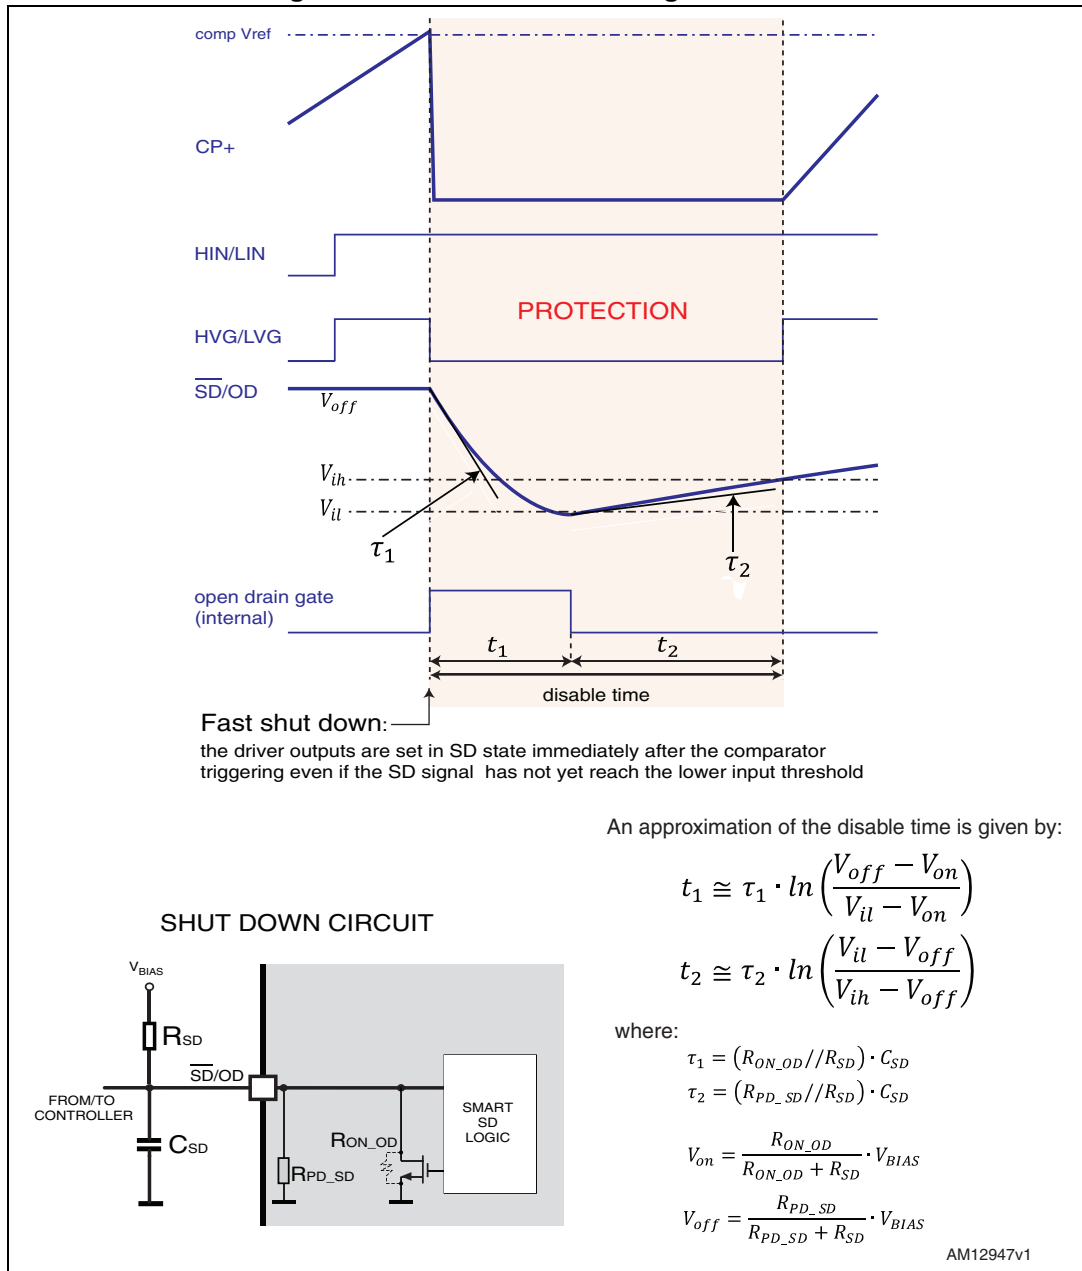 comp Vref
CP+
HIN/LIN
PROTECTION
HVG/LVG
SD/OD
V_off
V_ih
V_il
τ_1
τ_2
open drain gate
(internal)
t_1
t_2
disable time
Fast shut down:
the driver outputs are set in SD state immediately after the comparator
triggering even if the SD signal has not yet reach the lower input threshold
An approximation of the disable time is given by:
t_1 ≅ τ_1 · ln((V_off − V_on)/(V_il − V_on))
t_2 ≅ τ_2 · ln((V_il − V_off)/(V_ih − V_off))
where:
τ_1 = (R_ON_OD//R_SD) · C_SD
τ_2 = (R_PD_SD//R_SD) · C_SD
V_on = R_ON_OD/(R_ON_OD + R_SD) · V_BIAS
V_off = R_PD_SD/(R_PD_SD + R_SD) · V_BIAS
SHUT DOWN CIRCUIT
V_BIAS
R_SD
SD/OD
FROM/TO
CONTROLLER
C_SD
R_PD_SD
R_ON_OD
SMART
SD
LOGIC
AM12947v1